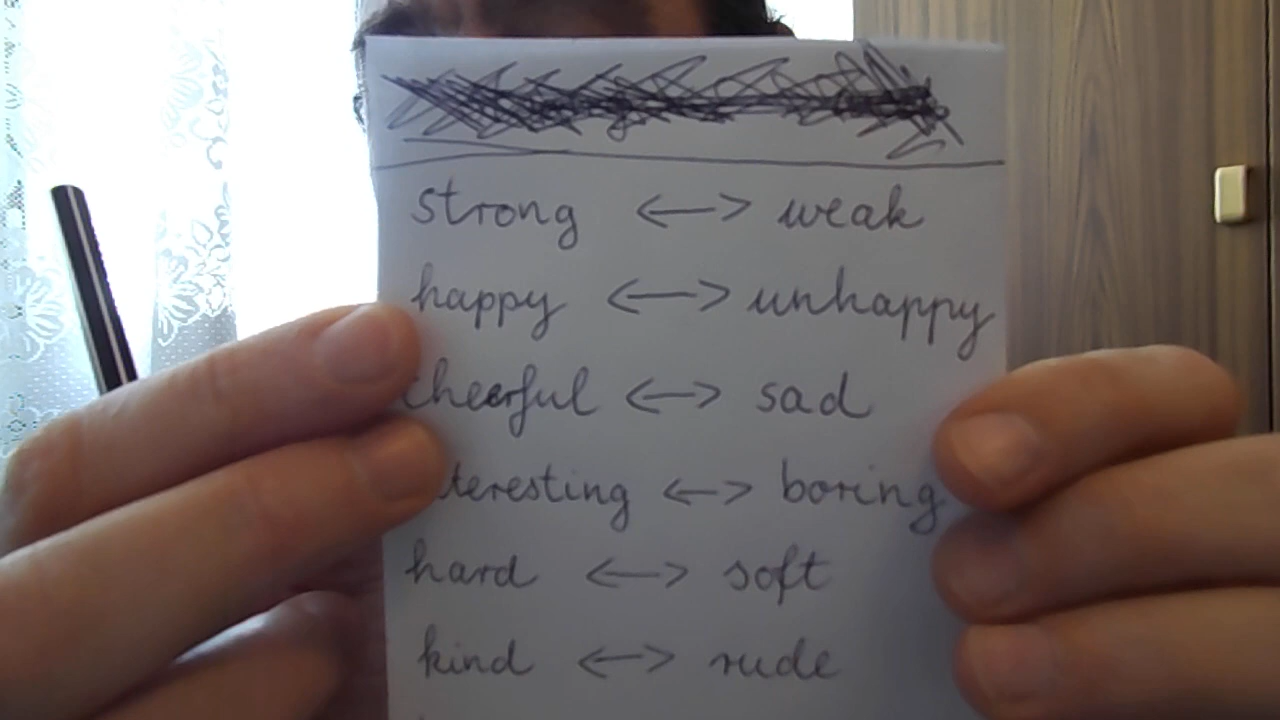 strong <-> weak
happy <-> unhappy
cheerful <-> sad
teresting <-> boring
hard <-> soft
kind <-> rude